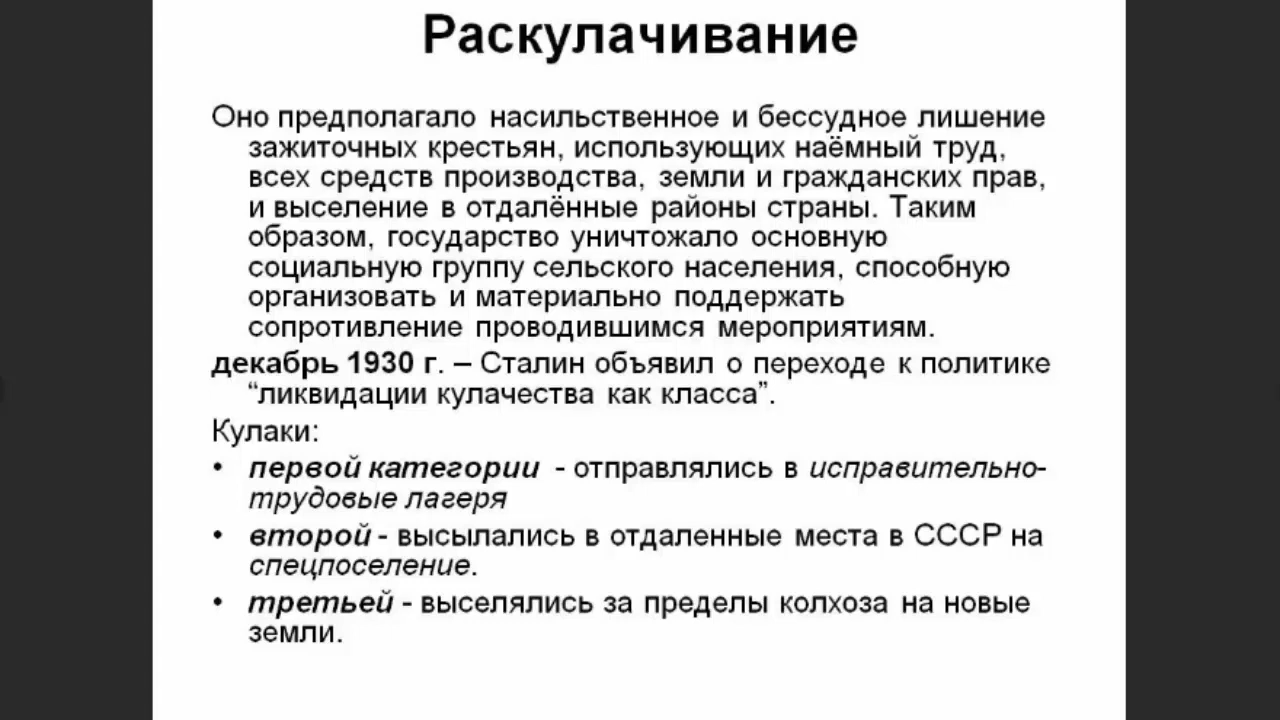 Раскулачивание
Оно предполагало насильственное и бессудное лишение
зажиточных крестьян, использующих наёмный труд,
всех средств производства, земли и гражданских прав,
и выселение в отдалённые районы страны. Таким
образом, государство уничтожало основную
социальную группу сельского населения, способную
организовать и материально поддержать
сопротивление проводившимся мероприятиям.
декабрь 1930 г. – Сталин объявил о переходе к политике
“ликвидации кулачества как класса”.
Кулаки:
• первой категории - отправлялись в исправительно-
трудовые лагеря
• второй - высылались в отдаленные места в СССР на
спецпоселение.
• третьей - выселялись за пределы колхоза на новые
земли.